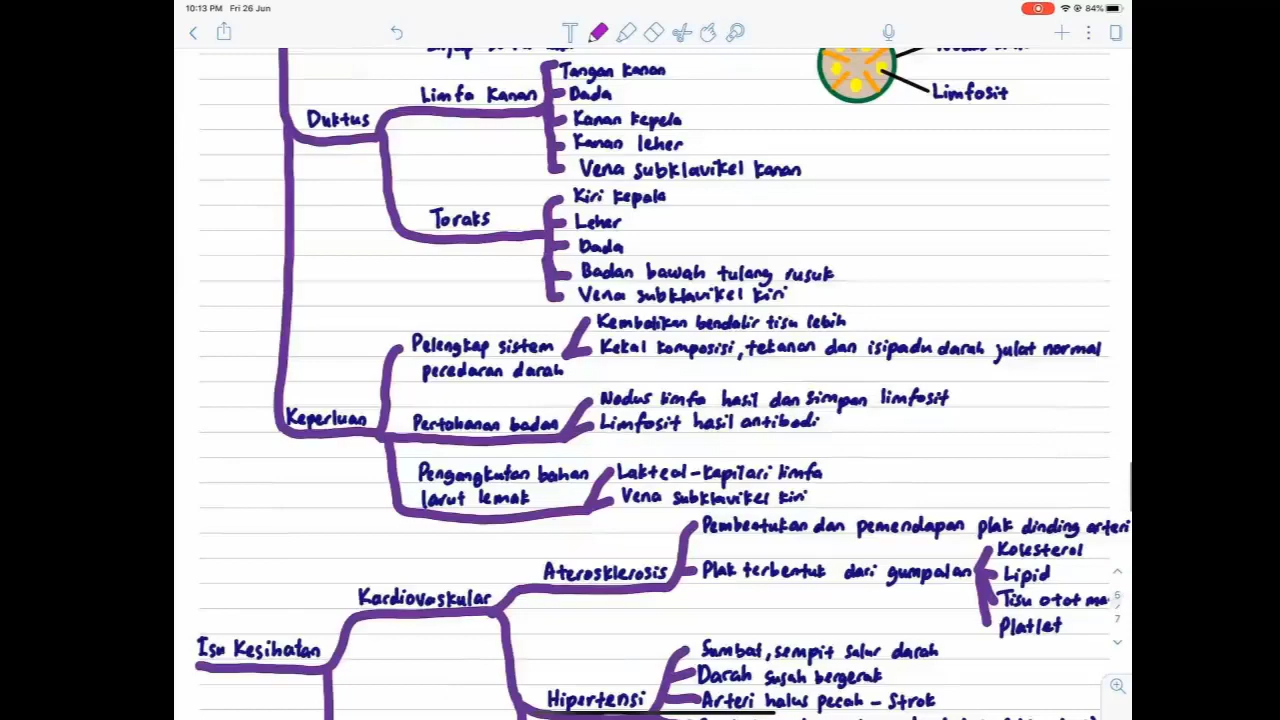 10:13 PM Fri 26 Jun
84%
Limfosit
Duktus
Limfa Kanan
Tangan kanan
Dada
Kanan kepela
Kanan leher
Vena subklavikel kanan
Toraks
Kiri kepala
Leher
Dada
Badan bawah tulang rusuk
Vena subklavikel kiri
Keperluan
Pelengkap sistem
peredaran darah
Kembalikan bendalir tisu lebih
Kekal komposisi, tekanan dan isipadu darah julat normal
Pertahanan badan
Nodus limfa hasil dan simpan limfosit
Limfosit hasil antibodi
Pengangkutan bahan
larut lemak
Lakteal-kapilari limfa
Vena subklavikel kiri
Isu Kesihatan
Kardiovaskular
Aterosklerosis
Pembentukan dan pemendapan plak dinding arteri
Plak terbentuk dari gumpalan
Kolesterol
Lipid
Tisu otot
Platlet
Hipertensi
Sumbat, sempit salur darah
Darah susah bergerak
Arteri halus pecah - Strok
6
7